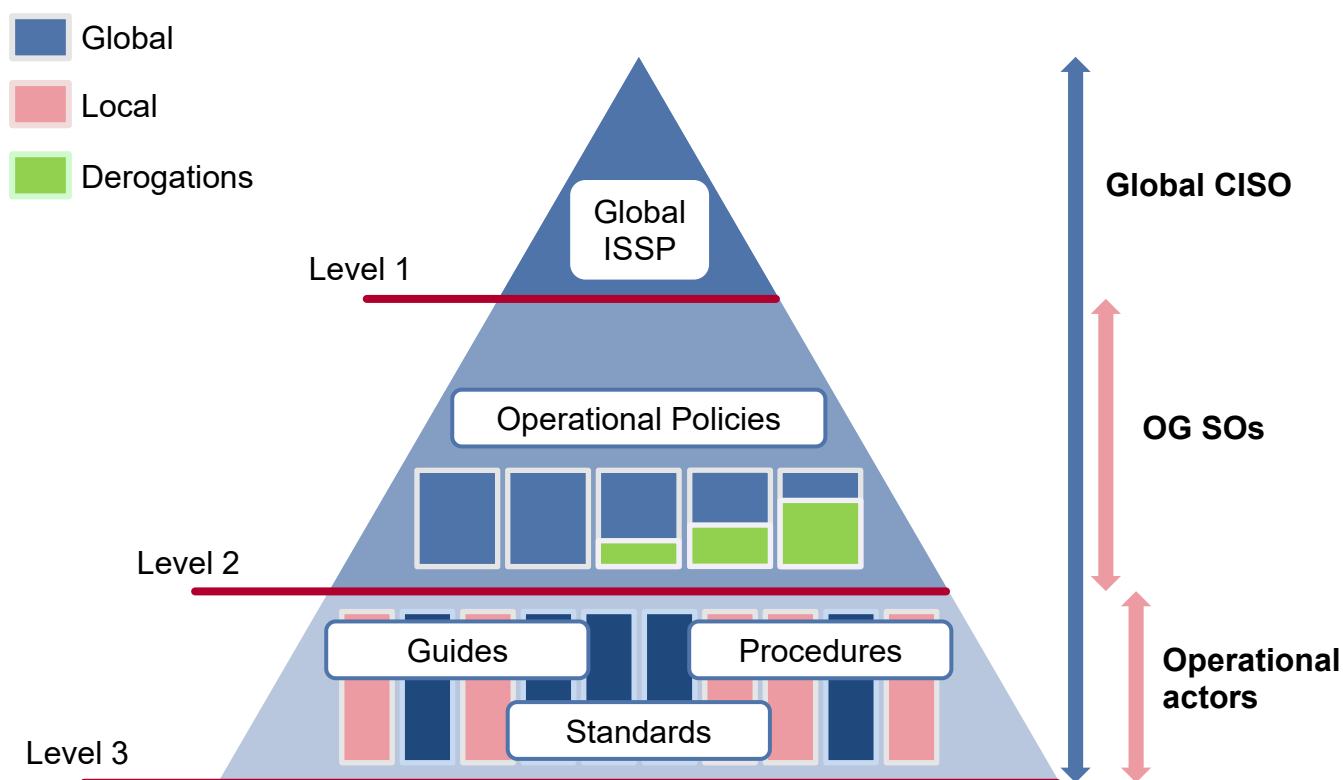 Global
Local
Derogations
Global
ISSP
Global CISO
Level 1
Operational Policies
OG SOs
Level 2
Guides
Procedures
Standards
Operational
actors
Level 3